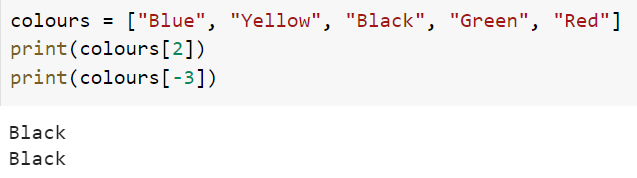 colours = ["Blue", "Yellow", "Black", "Green", "Red"]
print(colours[2])
print(colours[-3])
Black
Black